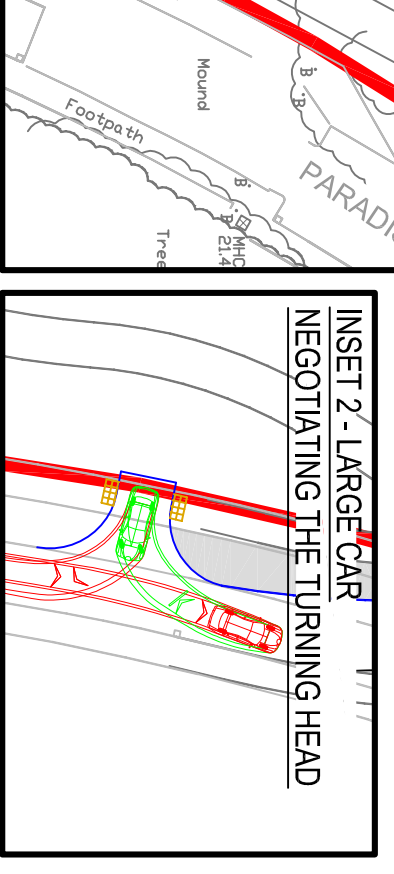 Mound
Footpath
B
B
B
B
PARADI
MHC
21.4
Tree
INSET 2 - LARGE CAR
NEGOTIATING THE TURNING HEAD